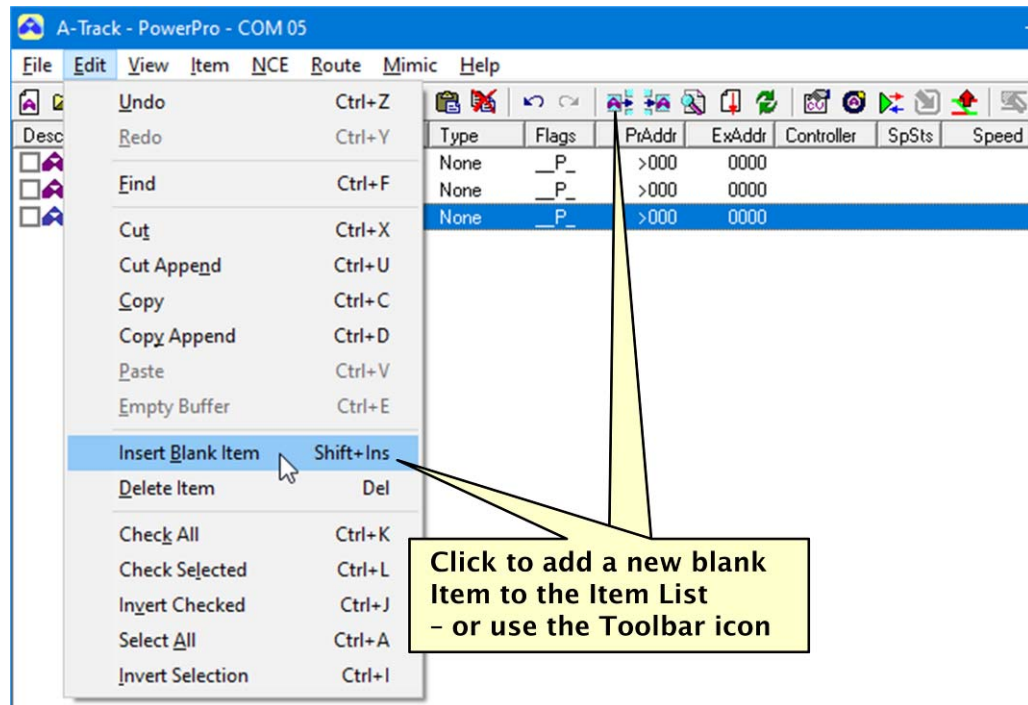 A-Track - PowerPro - COM 05
File Edit View Item NCE Route Mimic Help
Desc Type Flags PrAddr ExAddr Controller SpSts Speed
None __P_ >000 0000
None __P_ >000 0000
None __P_ >000 0000
Undo Ctrl+Z
Redo Ctrl+Y
Find Ctrl+F
Cut Ctrl+X
Cut Append Ctrl+U
Copy Ctrl+C
Copy Append Ctrl+D
Paste Ctrl+V
Empty Buffer Ctrl+E
Insert Blank Item Shift+Ins
Delete Item Del
Check All Ctrl+K
Check Selected Ctrl+L
Invert Checked Ctrl+J
Select All Ctrl+A
Invert Selection Ctrl+I
Click to add a new blank
Item to the Item List
– or use the Toolbar icon